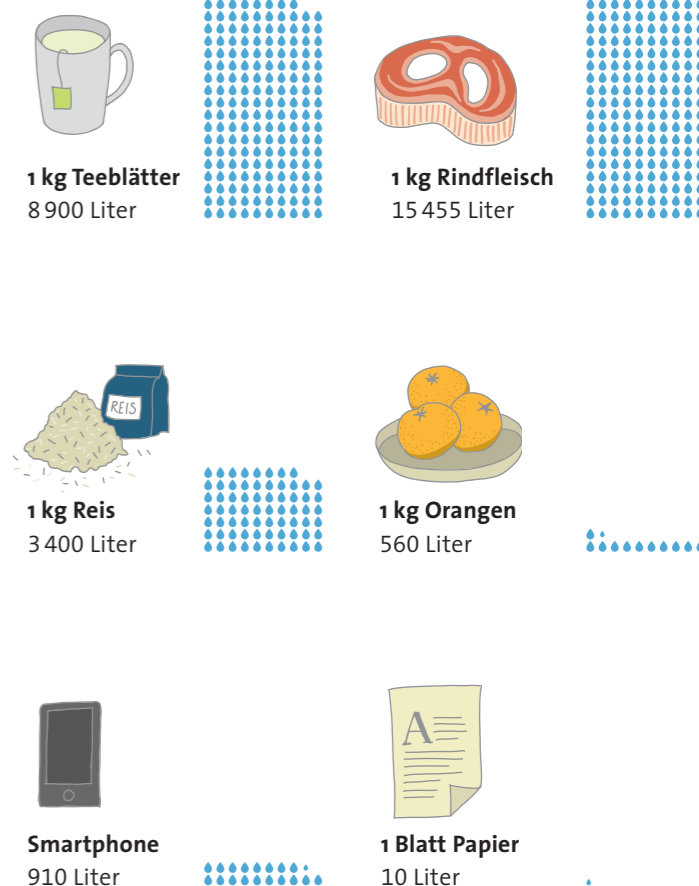 1 kg Teeblätter
8 900 Liter
1 kg Rindfleisch
15 455 Liter
REIS
1 kg Reis
3 400 Liter
1 kg Orangen
560 Liter
A
Smartphone
910 Liter
1 Blatt Papier
10 Liter